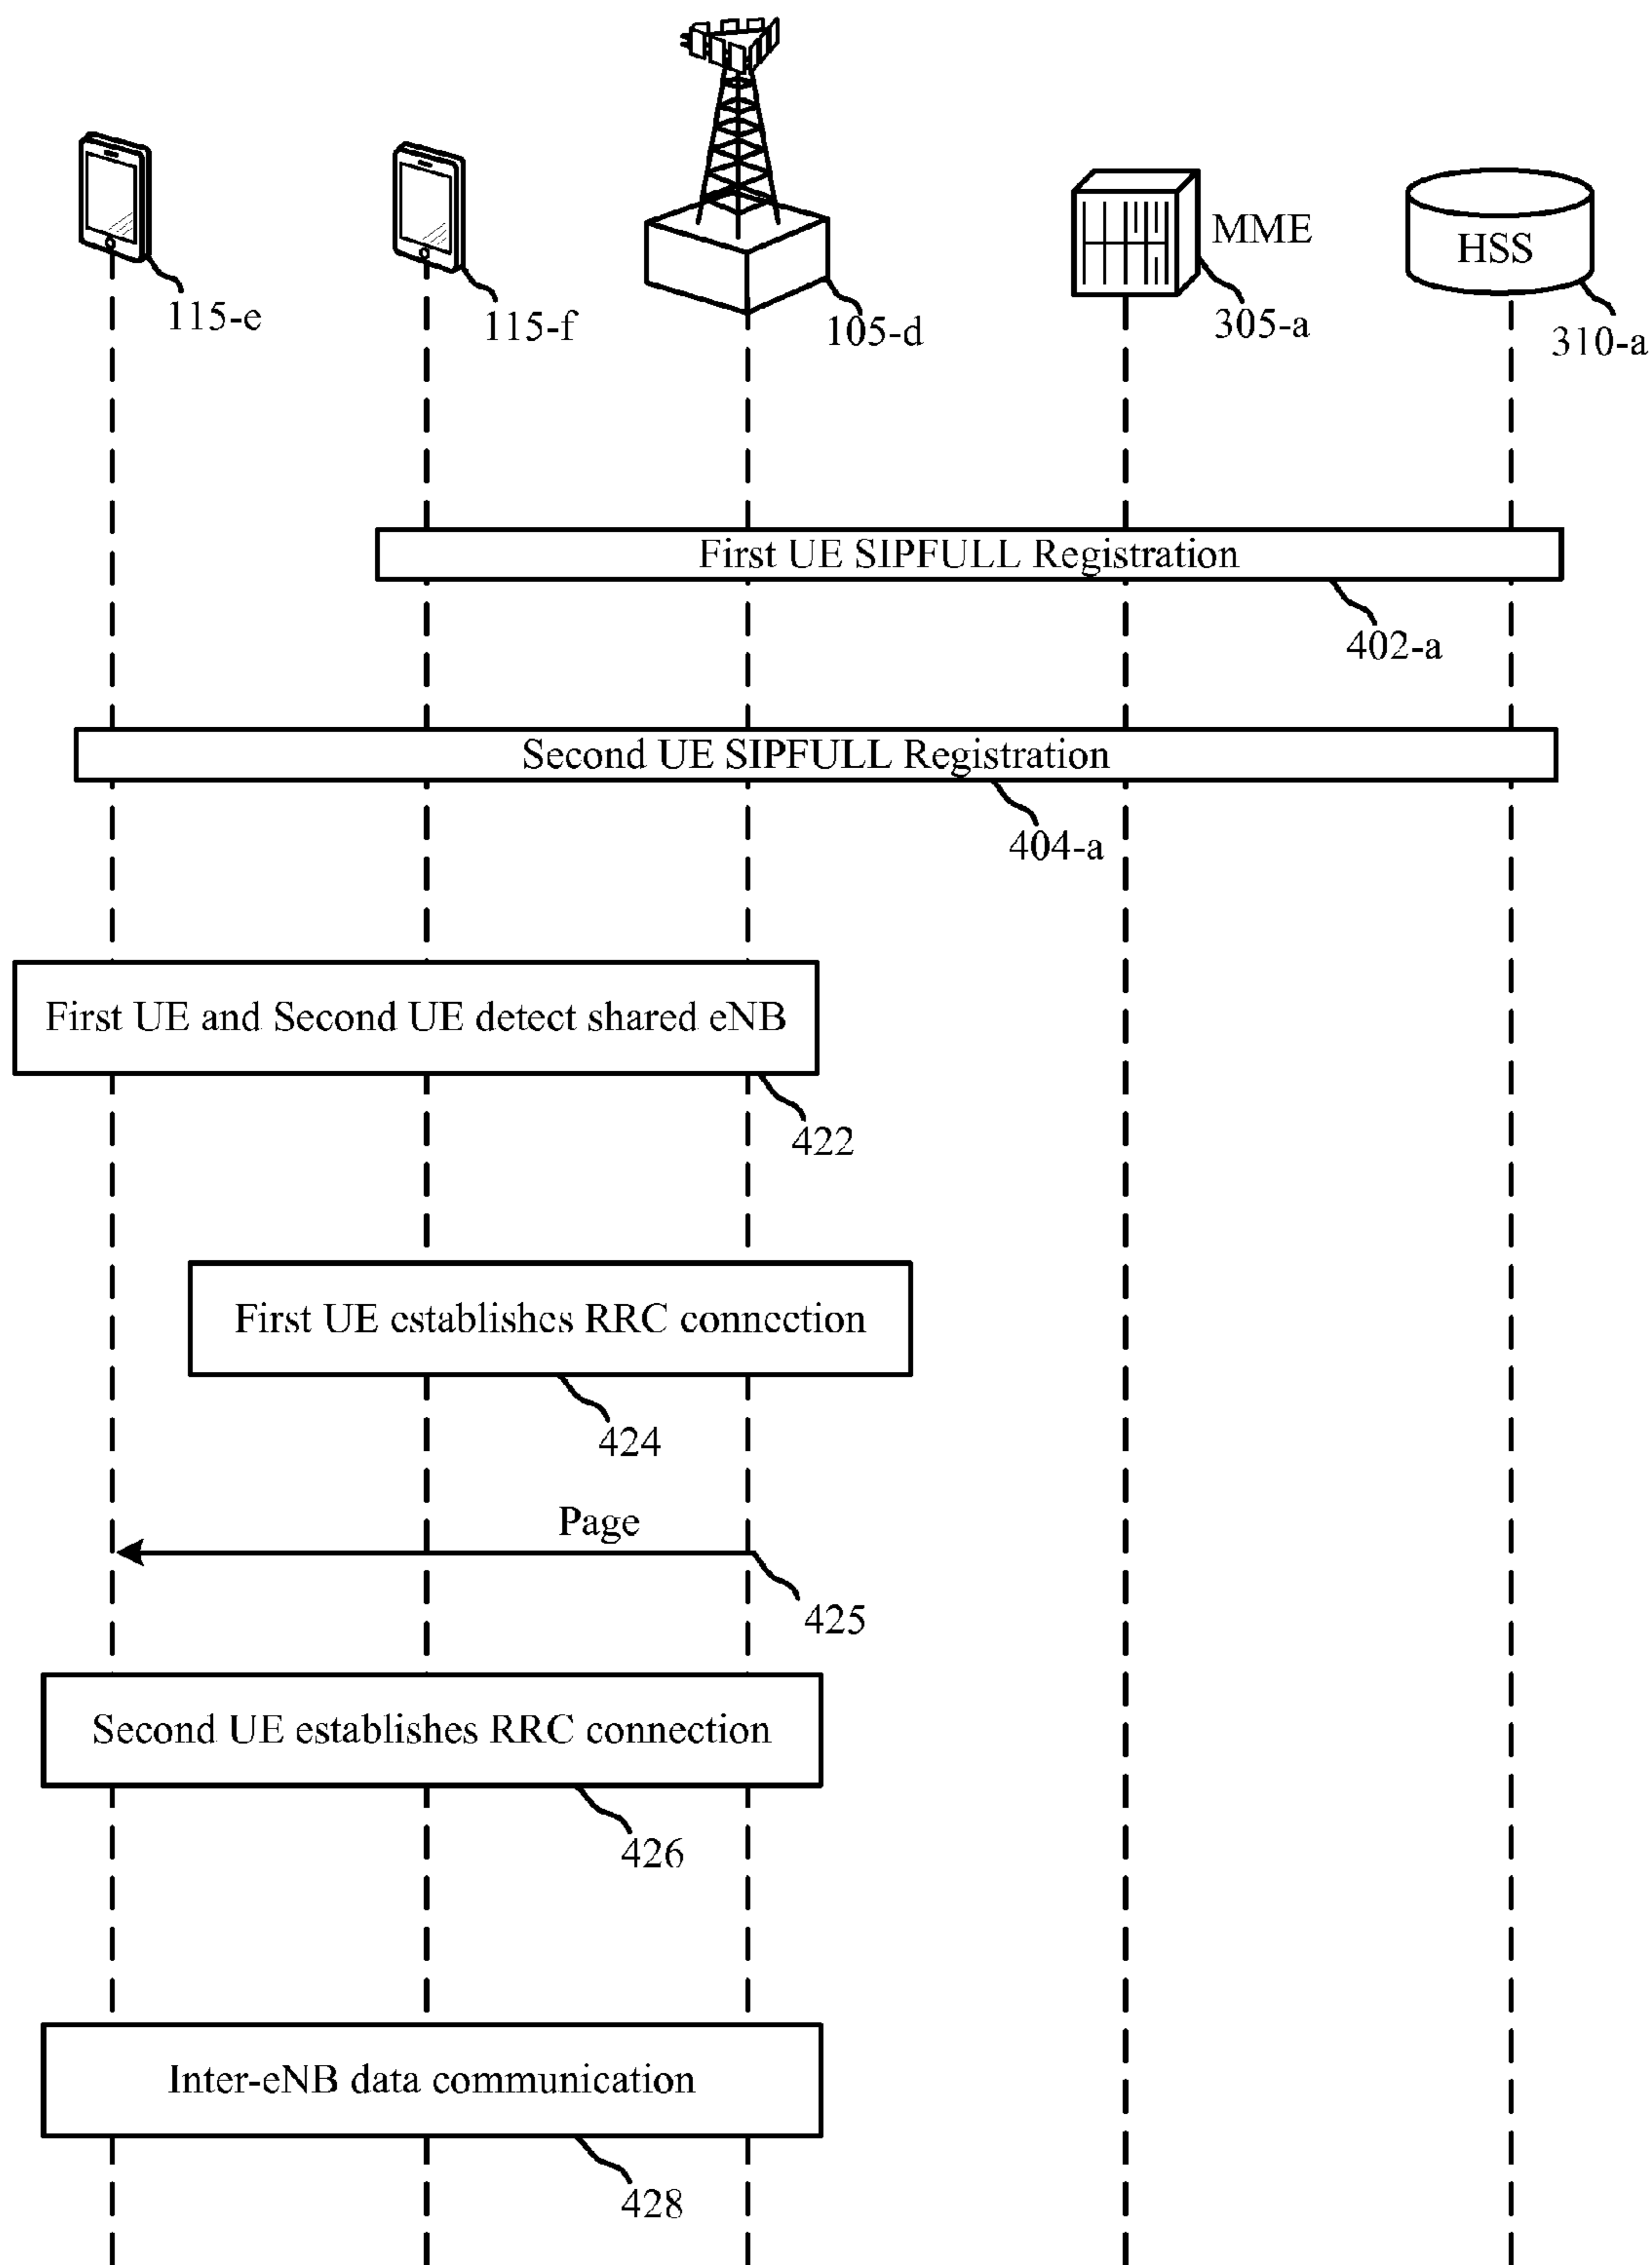 MME
HSS
115-e
115-f
105-d
305-a
310-a
First UE SIPFULL Registration
402-a
Second UE SIPFULL Registration
404-a
First UE and Second UE detect shared eNB
422
First UE establishes RRC connection
424
Page
425
Second UE establishes RRC connection
426
Inter-eNB data communication
428